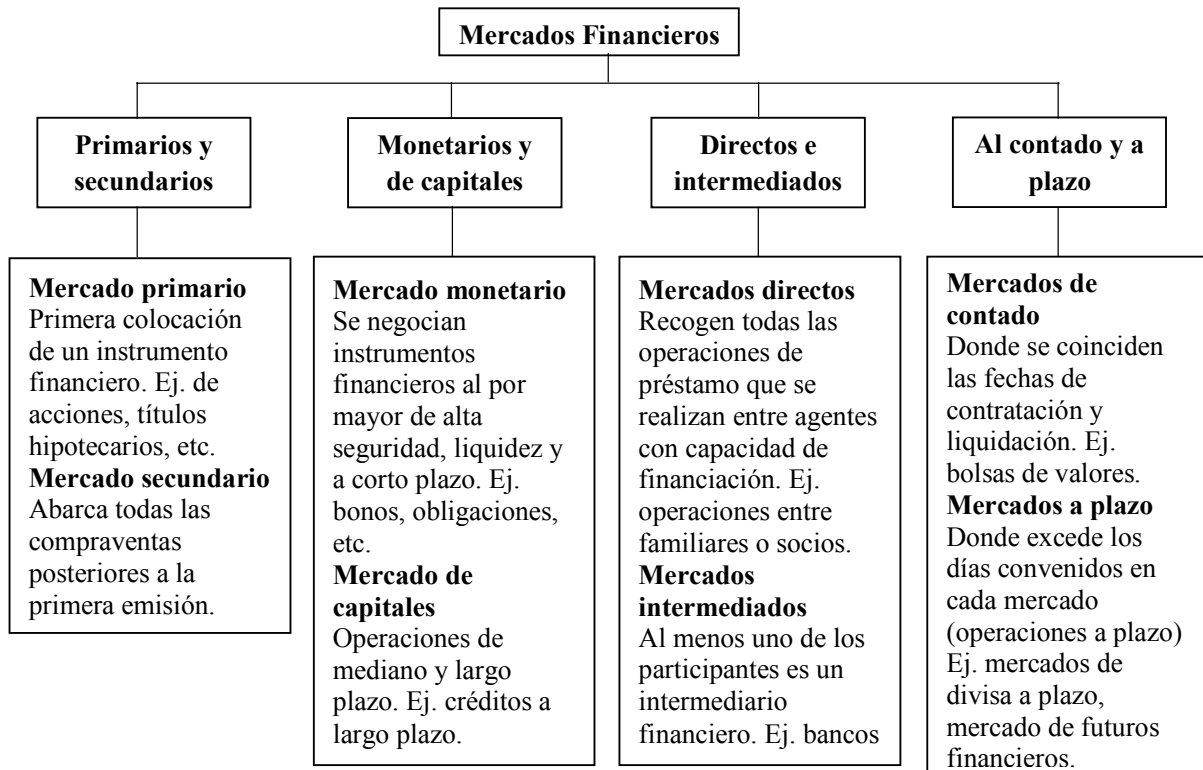 Mercados Financieros
Primarios y
secundarios
Monetarios y
de capitales
Directos e
intermediados
Al contado y a
plazo
Mercado primario
Primera colocación
de un instrumento
financiero. Ej. de
acciones, títulos
hipotecarios, etc.
Mercado secundario
Abarca todas las
compraventas
posteriores a la
primera emisión.
Mercado monetario
Se negocian
instrumentos
financieros al por
mayor de alta
seguridad, liquidez y
a corto plazo. Ej.
bonos, obligaciones,
etc.
Mercado de
capitales
Operaciones de
mediano y largo
plazo. Ej. créditos a
largo plazo.
Mercados directos
Recogen todas las
operaciones de
préstamo que se
realizan entre agentes
con capacidad de
financiación. Ej.
operaciones entre
familiares o socios.
Mercados
intermediados
Al menos uno de los
participantes es un
intermediario
financiero. Ej. bancos
Mercados de
contado
Donde se coinciden
las fechas de
contratación y
liquidación. Ej.
bolsas de valores.
Mercados a plazo
Donde excede los
días convenidos en
cada mercado
(operaciones a plazo)
Ej. mercados de
divisa a plazo,
mercado de futuros
financieros.